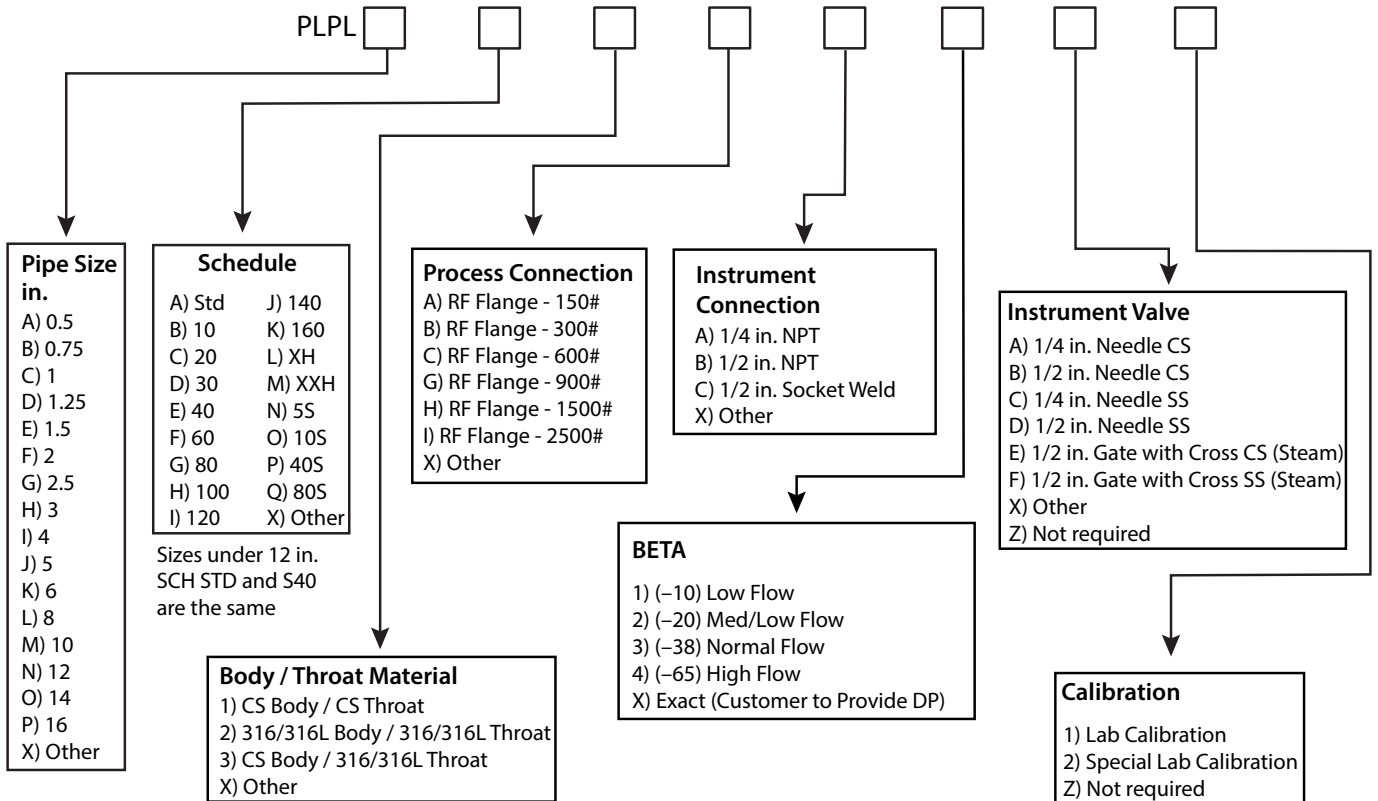 PLPL
Pipe Size
in.
A) 0.5
B) 0.75
C) 1
D) 1.25
E) 1.5
F) 2
G) 2.5
H) 3
I) 4
J) 5
K) 6
L) 8
M) 10
N) 12
O) 14
P) 16
X) Other
Schedule
A) Std
B) 10
C) 20
D) 30
E) 40
F) 60
G) 80
H) 100
I) 120
J) 140
K) 160
L) XH
M) XXH
N) 5S
O) 10S
P) 40S
Q) 80S
X) Other
Sizes under 12 in.
SCH STD and S40
are the same
Body / Throat Material
1) CS Body / CS Throat
2) 316/316L Body / 316/316L Throat
3) CS Body / 316/316L Throat
X) Other
Process Connection
A) RF Flange - 150#
B) RF Flange - 300#
C) RF Flange - 600#
G) RF Flange - 900#
H) RF Flange - 1500#
I) RF Flange - 2500#
X) Other
Instrument
Connection
A) 1/4 in. NPT
B) 1/2 in. NPT
C) 1/2 in. Socket Weld
X) Other
BETA
1) (–10) Low Flow
2) (–20) Med/Low Flow
3) (–38) Normal Flow
4) (–65) High Flow
X) Exact (Customer to Provide DP)
Instrument Valve
A) 1/4 in. Needle CS
B) 1/2 in. Needle CS
C) 1/4 in. Needle SS
D) 1/2 in. Needle SS
E) 1/2 in. Gate with Cross CS (Steam)
F) 1/2 in. Gate with Cross SS (Steam)
X) Other
Z) Not required
Calibration
1) Lab Calibration
2) Special Lab Calibration
Z) Not required